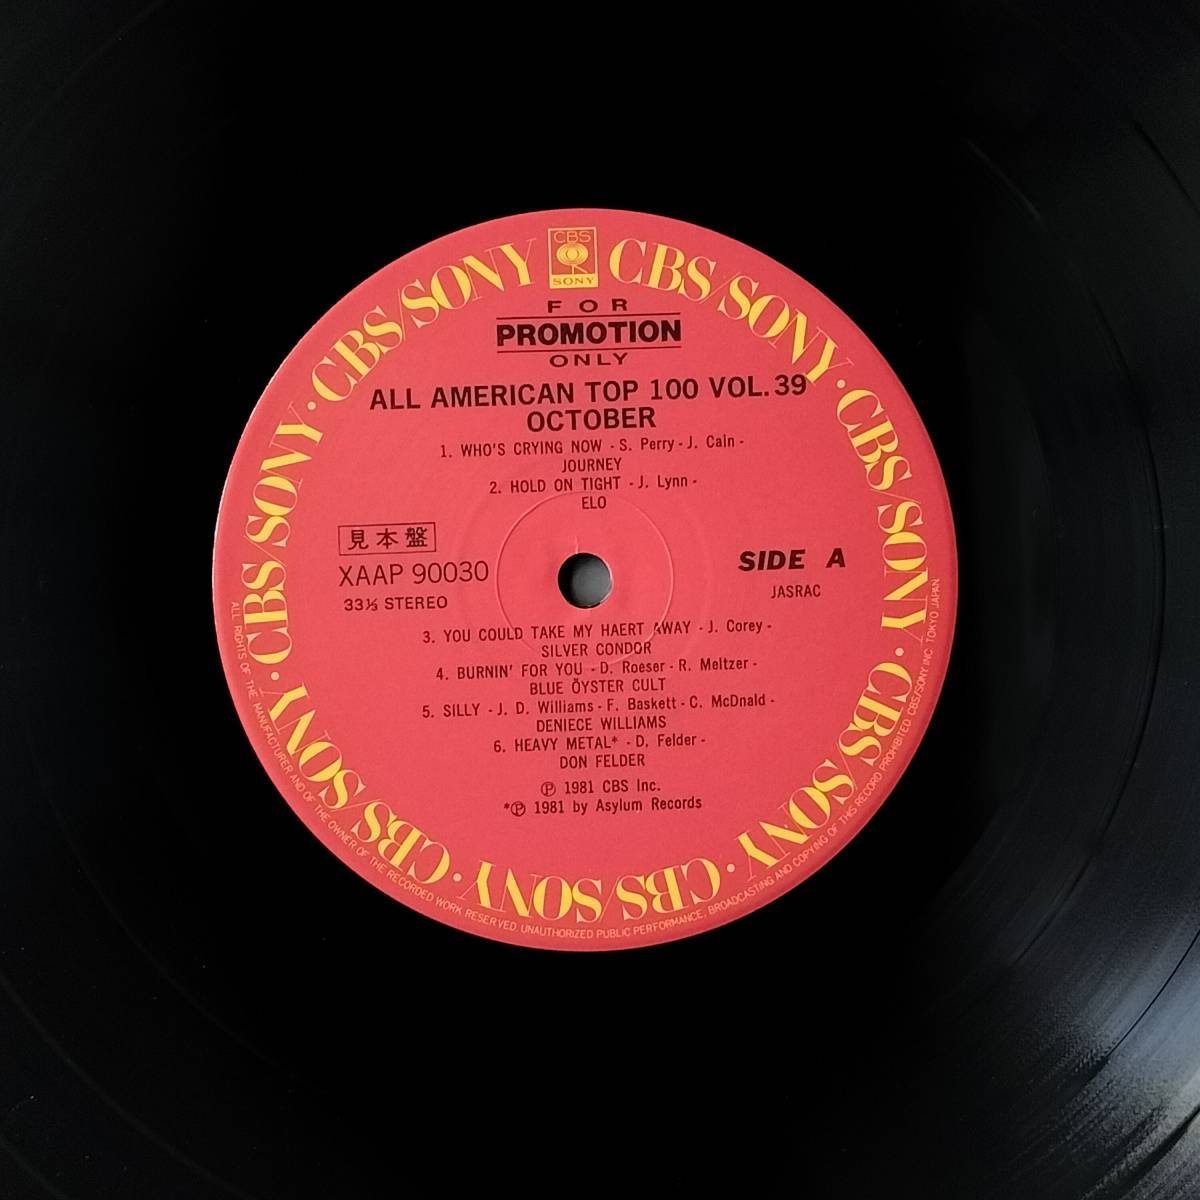 CBS
SONY
CBS/SONY · CBS/SONY · CBS/SONY · CBS/SONY · CBS/SONY · CBS/SONY · CBS/SONY · CBS/SONY
FOR
PROMOTION
ONLY
ALL AMERICAN TOP 100 VOL.39
OCTOBER
1. WHO'S CRYING NOW - S. Perry - J. Cain -
JOURNEY
2. HOLD ON TIGHT - J. Lynn -
ELO
見本盤
XAAP 90030
33⅓ STEREO
SIDE A
JASRAC
3. YOU COULD TAKE MY HAERT AWAY - J. Corey -
SILVER CONDOR
4. BURNIN' FOR YOU - D. Roeser - R. Meltzer -
BLUE ÖYSTER CULT
5. SILLY - J. D. Williams - F. Baskett - C. McDnald -
DENIECE WILLIAMS
6. HEAVY METAL* - D. Felder -
DON FELDER
℗ 1981 CBS Inc.
*℗ 1981 by Asylum Records
ALL RIGHTS OF THE MANUFACTURER AND OF THE OWNER OF THE RECORDED WORK RESERVED. UNAUTHORIZED PUBLIC PERFORMANCE, BROADCASTING AND COPYING OF THIS RECORD PROHIBITED CBS/SONY INC. TOKYO JAPAN